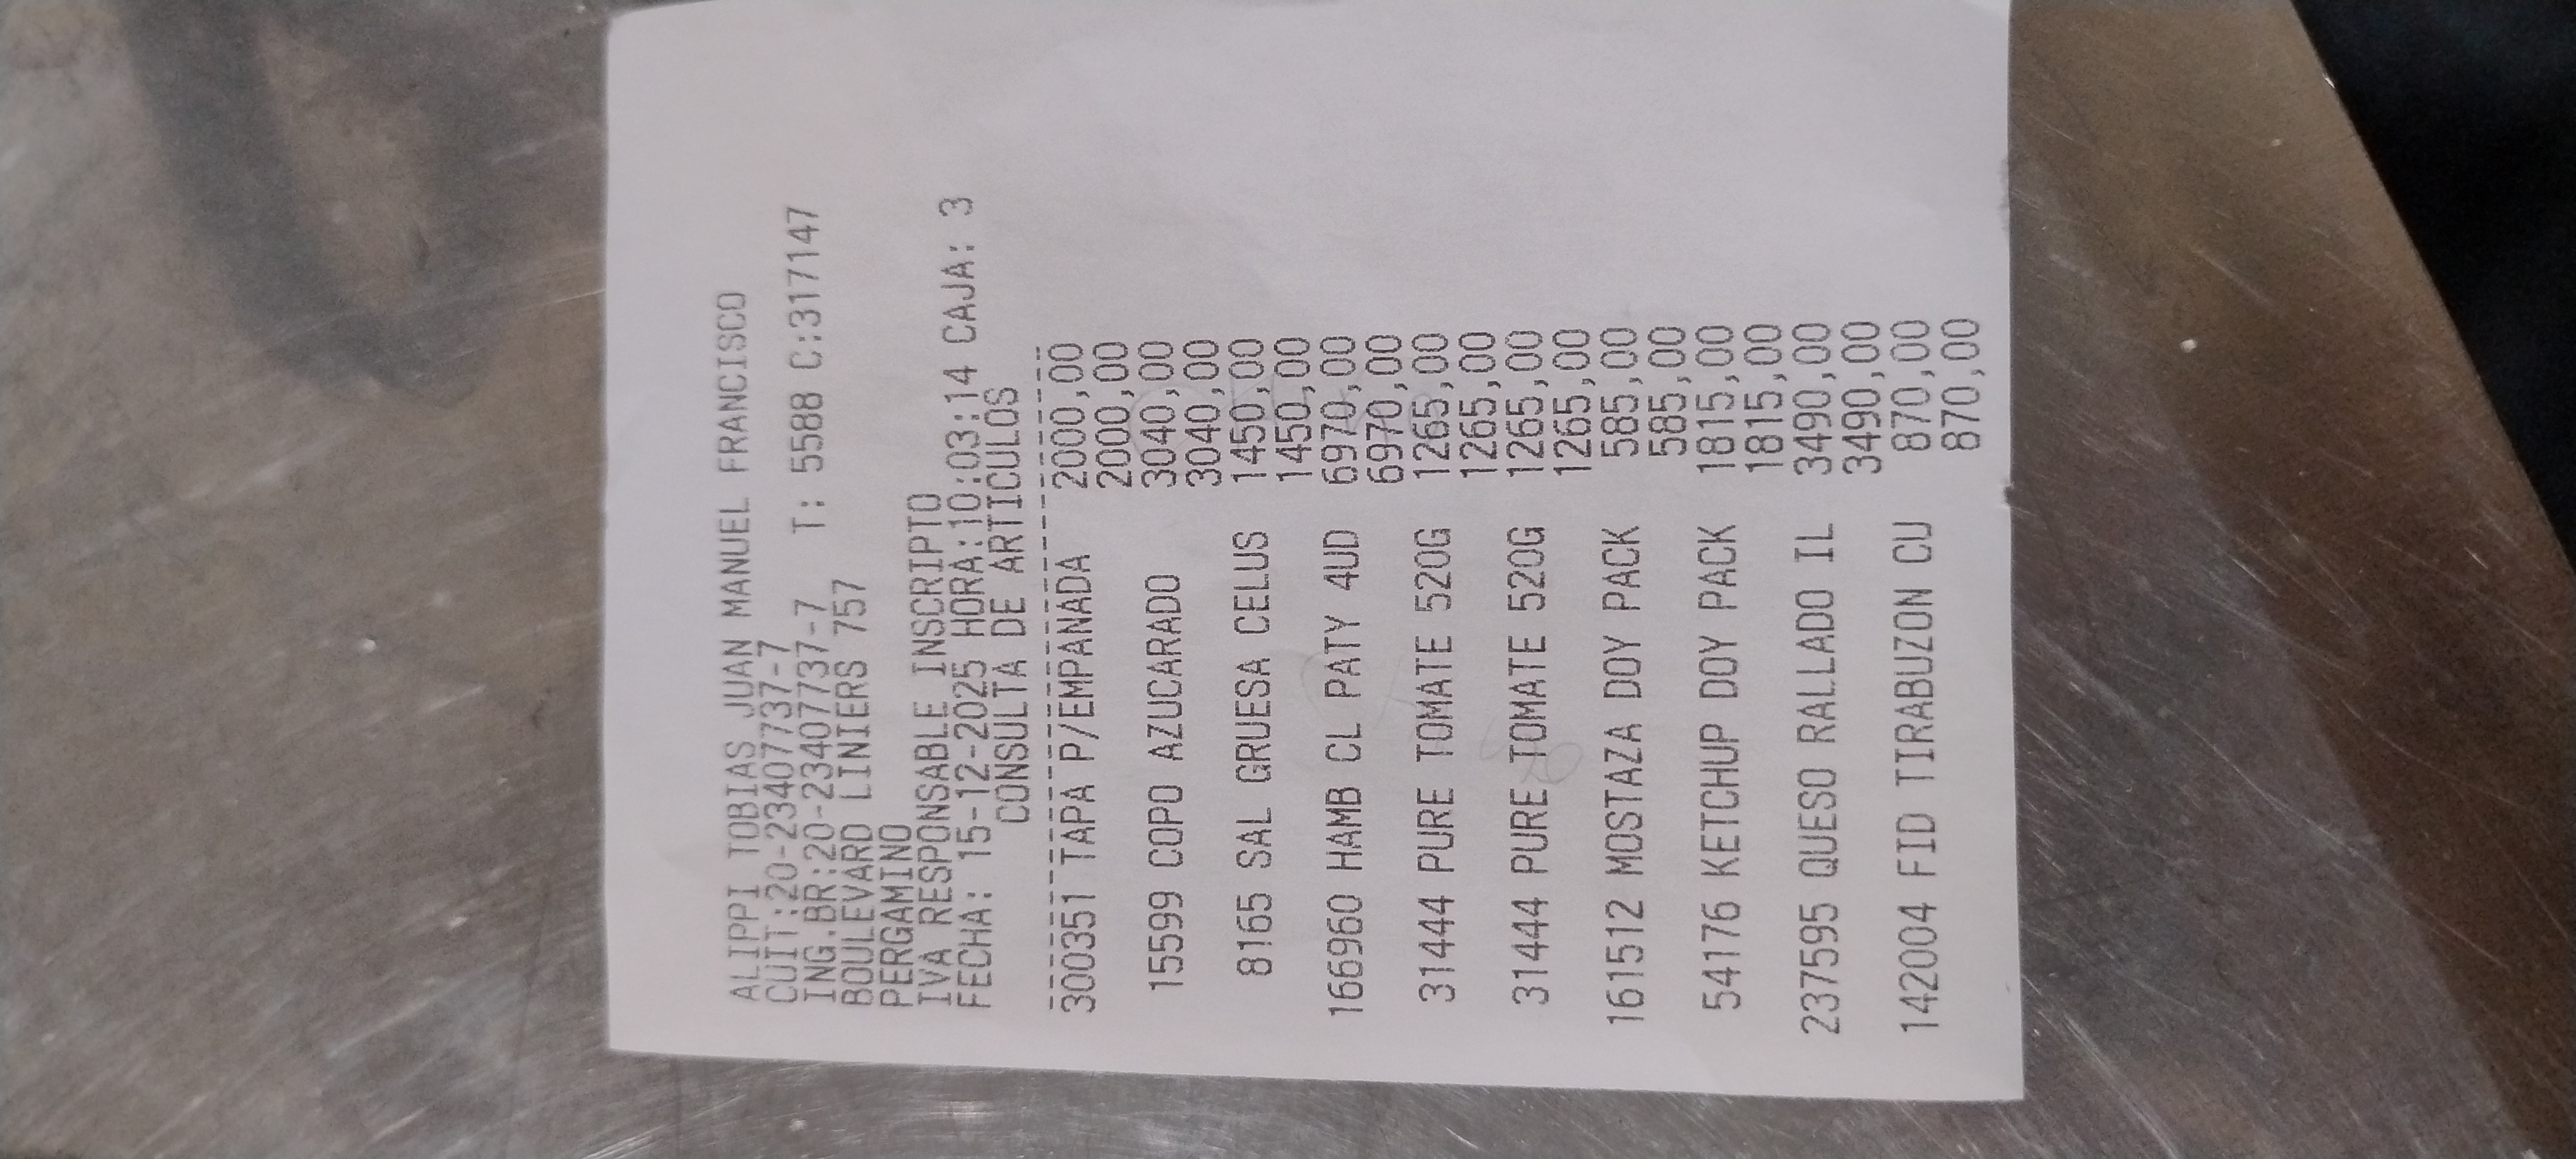 ALIPPI TOBIAS JUAN MANUEL FRANCISCO
CUIT:20-23407737-7
ING.BR:20-23407737-7 T: 5588 C:317147
BOULEVARD LINIERS 757
PERGAMINO
IVA RESPONSABLE INSCRIPTO
FECHA: 15-12-2025 HORA:10:03:14 CAJA: 3
CONSULTA DE ARTICULOS
300351 TAPA P/EMPANADA 2000,00
2000,00
15599 COPO AZUCARADO 3040,00
3040,00
8165 SAL GRUESA CELUS 1450,00
1450,00
166960 HAMB CL PATY 4UD 6970,00
6970,00
31444 PURE TOMATE 520G 1265,00
1265,00
31444 PURE TOMATE 520G 1265,00
1265,00
161512 MOSTAZA DOY PACK 585,00
585,00
54176 KETCHUP DOY PACK 1815,00
1815,00
237595 QUESO RALLADO IL 3490,00
3490,00
142004 FID TIRABUZON CU 870,00
870,00